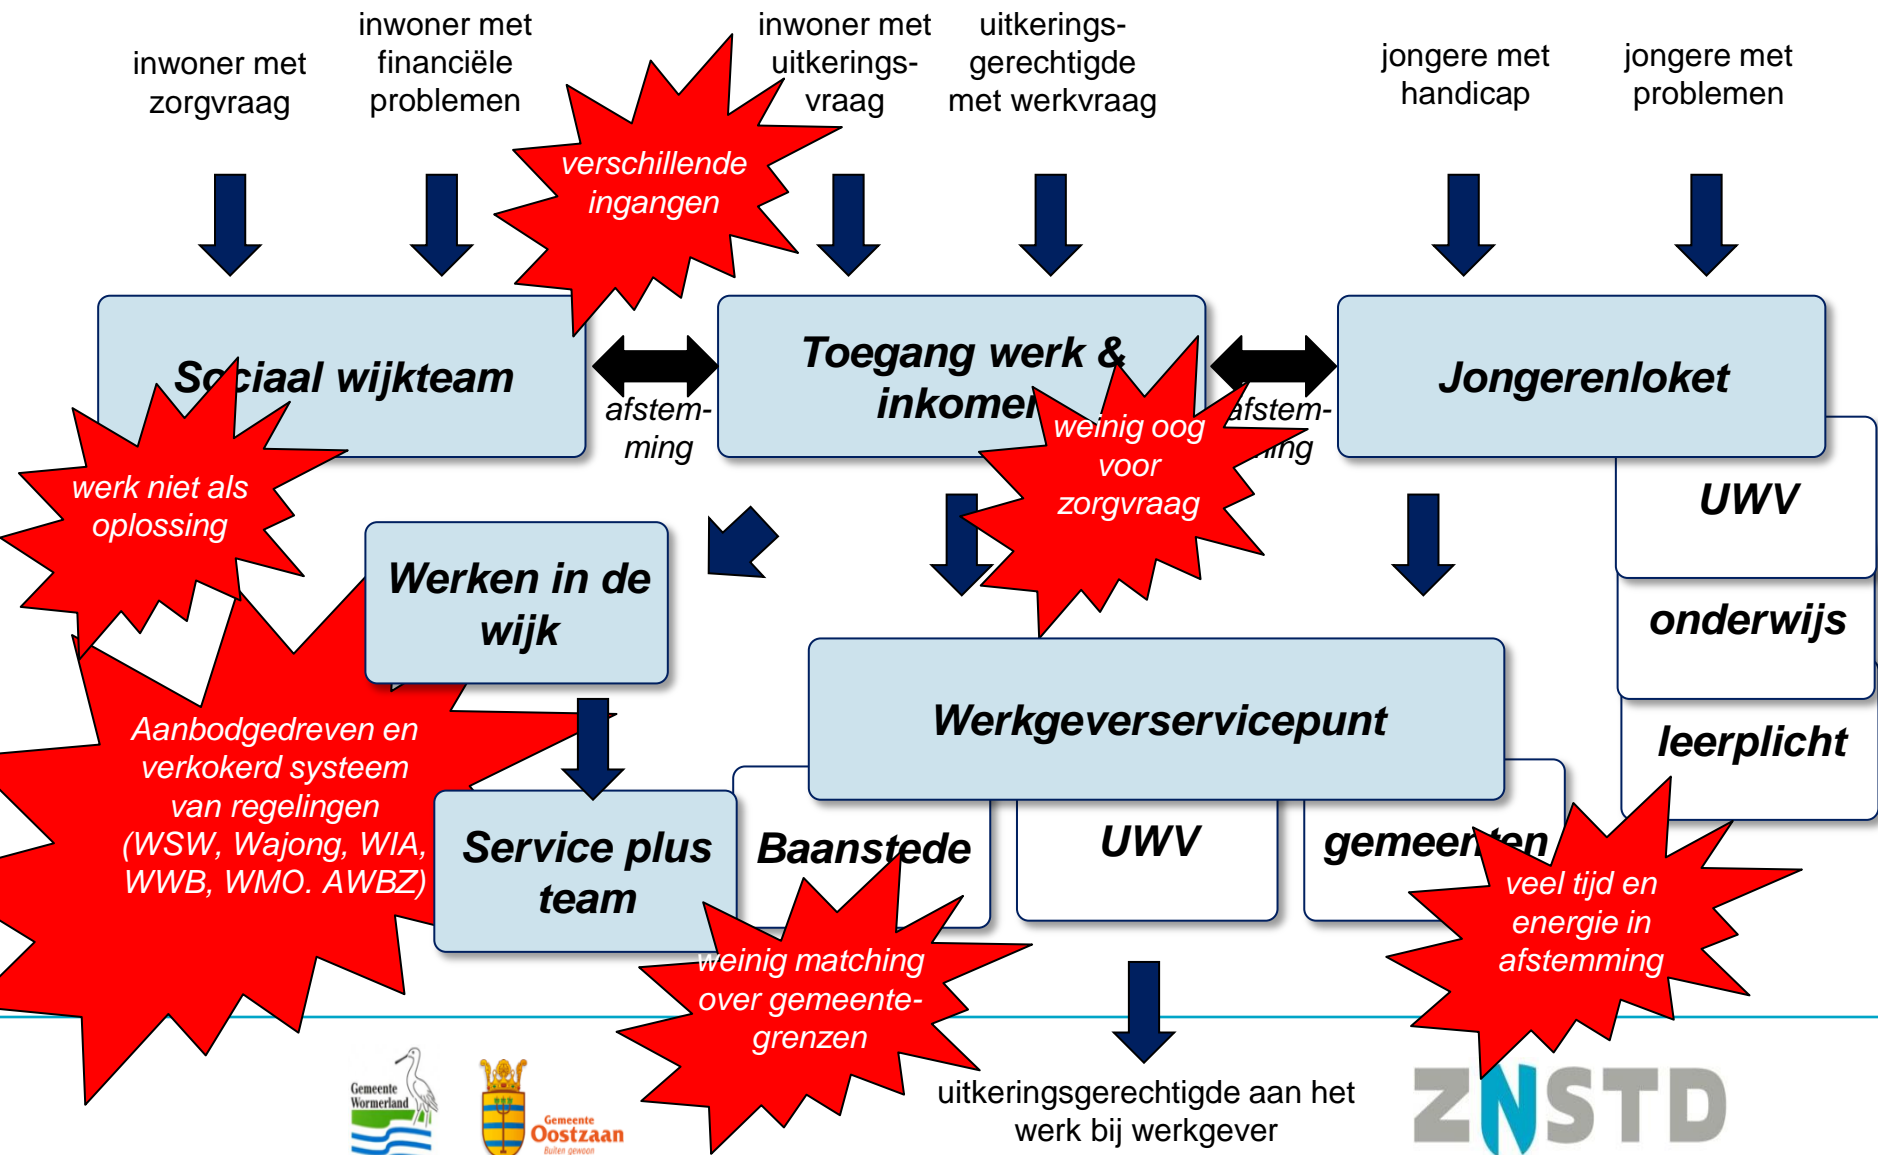 inwoner met
zorgvraag
inwoner met
financiële
problemen
inwoner met
uitkerings-
vraag
uitkerings-
gerechtigde
met werkvraag
jongere met
handicap
jongere met
problemen
verschillende
ingangen
Sociaal wijkteam
afstem-
ming
Toegang werk &
inkomen
afstem-
ming
Jongerenloket
werk niet als
oplossing
weinig oog
voor
zorgvraag
UWV
onderwijs
leerplicht
Werken in de
wijk
Werkgeverservicepunt
Aanbodgedreven en
verkokerd systeem
van regelingen
(WSW, Wajong, WIA,
WWB, WMO. AWBZ)
Service plus
team
Baanstede
UWV
gemeenten
veel tijd en
energie in
afstemming
weinig matching
over gemeente-
grenzen
uitkeringsgerechtigde aan het
werk bij werkgever
Gemeente
Wormerland
Gemeente
Oostzaan
Buiten gewoon
ZNSTD